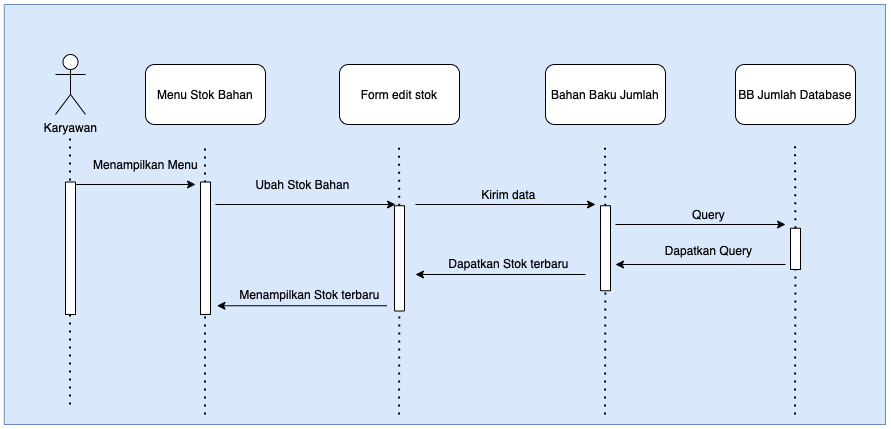 Karyawan
Menu Stok Bahan
Form edit stok
Bahan Baku Jumlah
BB Jumlah Database
Menampilkan Menu
Ubah Stok Bahan
Kirim data
Query
Dapatkan Query
Dapatkan Stok terbaru
Menampilkan Stok terbaru